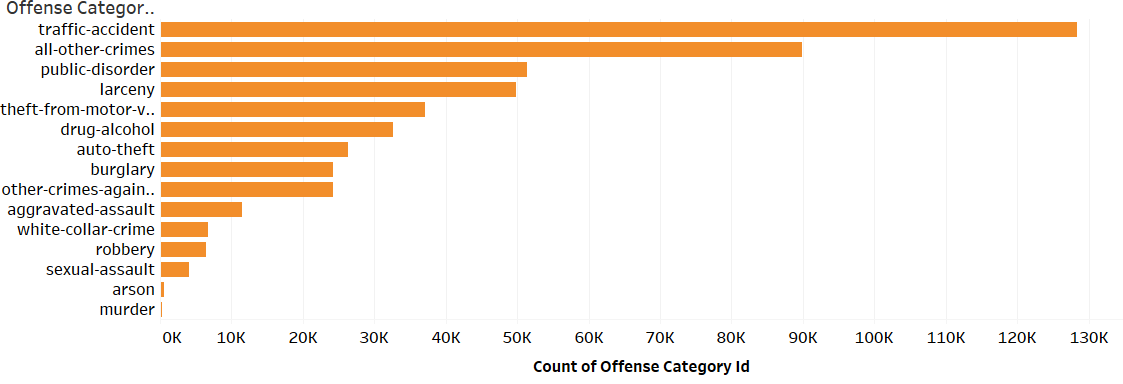 Offense Categor..
traffic-accident
all-other-crimes
public-disorder
larceny
theft-from-motor-v..
drug-alcohol
auto-theft
burglary
other-crimes-again..
aggravated-assault
white-collar-crime
robbery
sexual-assault
arson
murder
0K 10K 20K 30K 40K 50K 60K 70K 80K 90K 100K 110K 120K 130K
Count of Offense Category Id